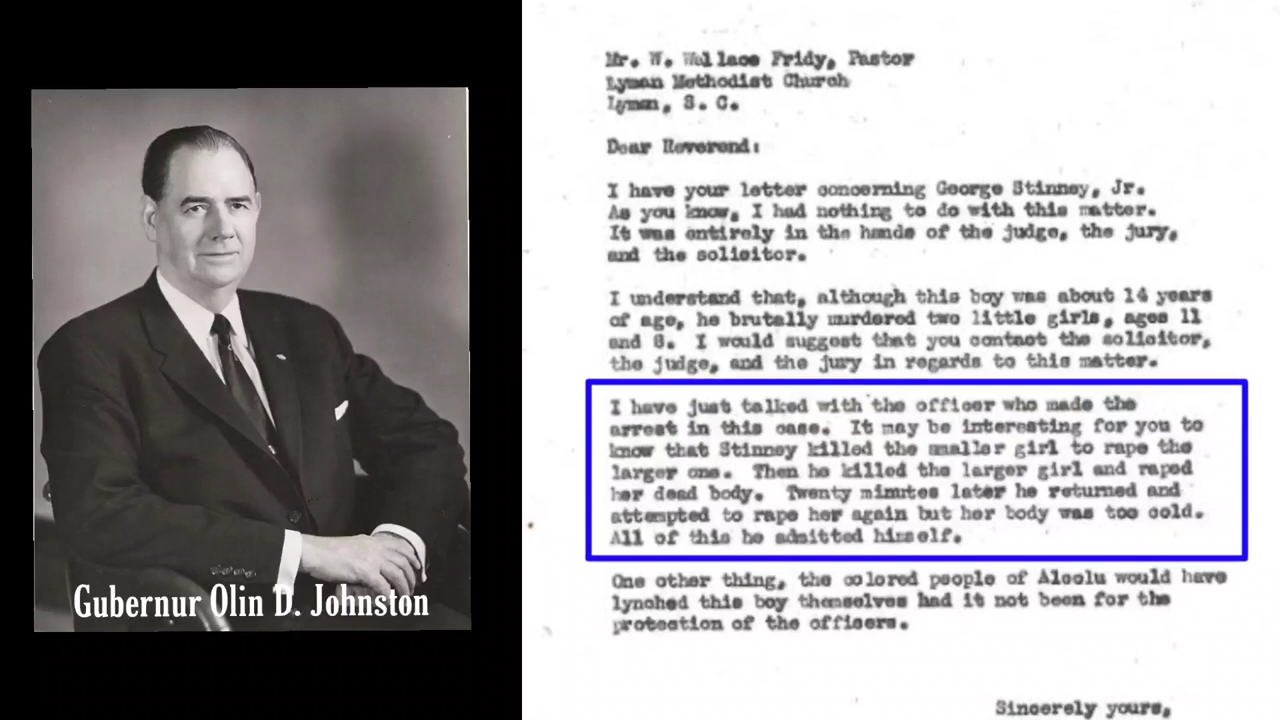 Gubernur Olin D. Johnston
Mr. W. Wallace Fridy, Pastor
Lyman Methodist Church
Lyman, S. C.
Dear Reverend:
I have your letter concerning George Stinney, Jr.
As you know, I had nothing to do with this matter.
It was entirely in the hands of the judge, the jury,
and the solicitor.
I understand that, although this boy was about 14 years
of age, he brutally murdered two little girls, ages 11
and 8. I would suggest that you contact the solicitor,
the judge, and the jury in regards to this matter.
I have just talked with the officer who made the
arrest in this case. It may be interesting for you to
know that Stinney killed the smaller girl to rape the
larger one. Then he killed the larger girl and raped
her dead body. Twenty minutes later he returned and
attempted to rape her again but her body was too cold.
All of this he admitted himself.
One other thing, the colored people of Alcolu would have
lynched this boy themselves had it not been for the
protection of the officers.
Sincerely yours,